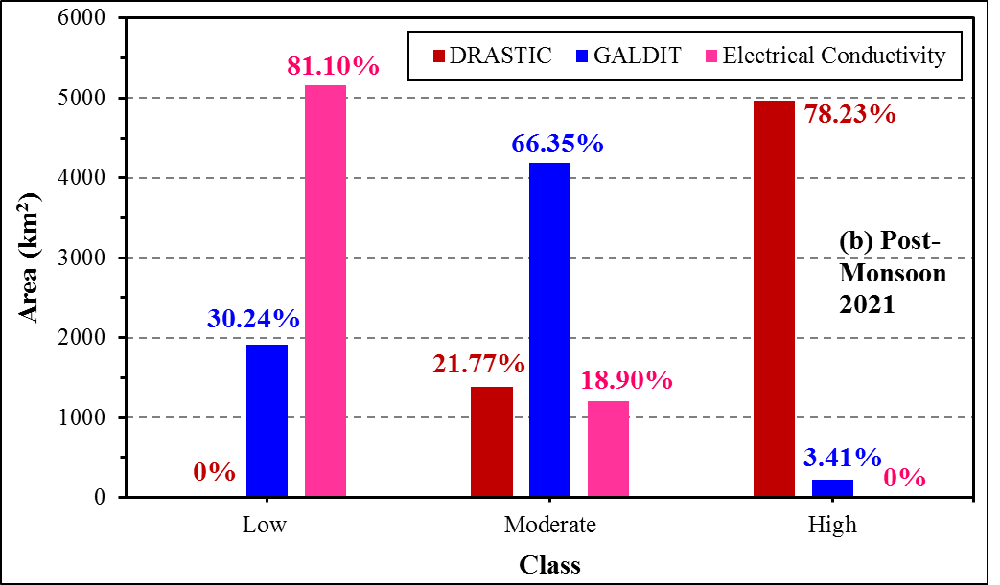 6000
5000
4000
3000
2000
1000
0
Area (km²)
DRASTIC GALDIT Electrical Conductivity
81.10%
78.23%
66.35%
(b) Post-
Monsoon
2021
30.24%
21.77%
18.90%
0%
3.41%
0%
Low Moderate High
Class